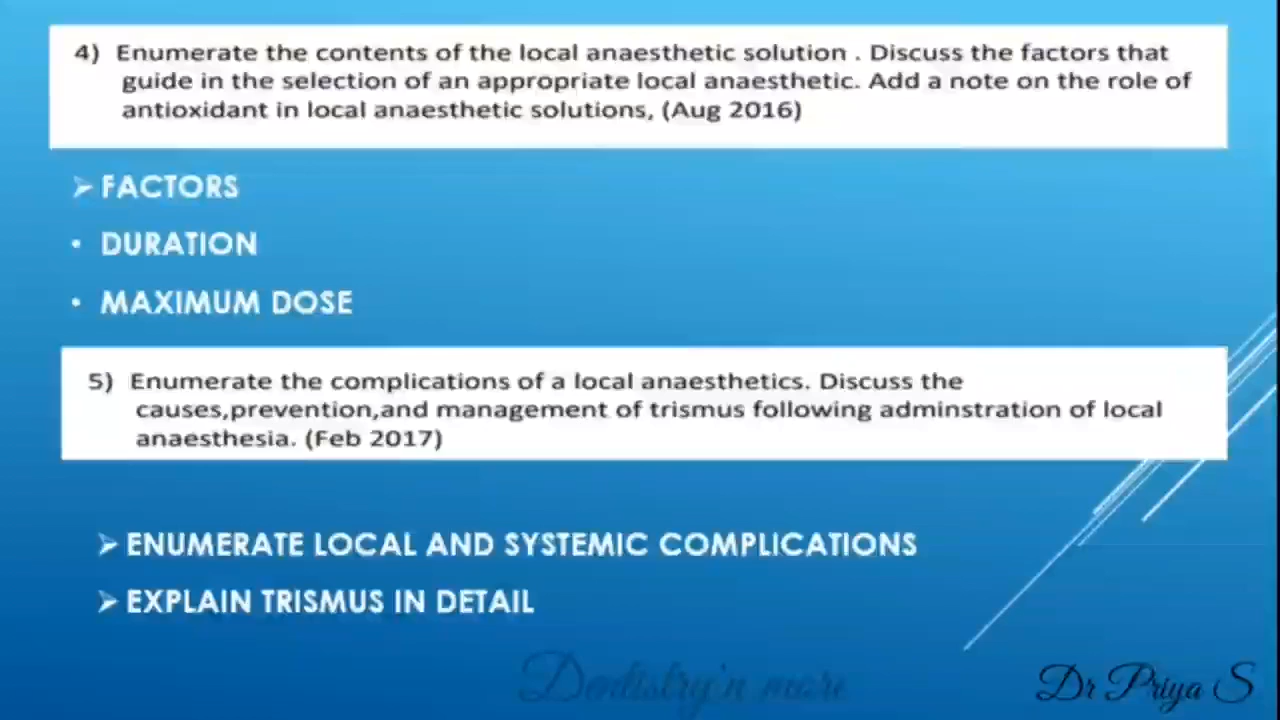 4) Enumerate the contents of the local anaesthetic solution . Discuss the factors that
guide in the selection of an appropriate local anaesthetic. Add a note on the role of
antioxidant in local anaesthetic solutions, (Aug 2016)
➤ FACTORS
• DURATION
• MAXIMUM DOSE
5) Enumerate the complications of a local anaesthetics. Discuss the
causes,prevention,and management of trismus following adminstration of local
anaesthesia. (Feb 2017)
➤ ENUMERATE LOCAL AND SYSTEMIC COMPLICATIONS
➤ EXPLAIN TRISMUS IN DETAIL
Dentistry'n more
Dr Priya S